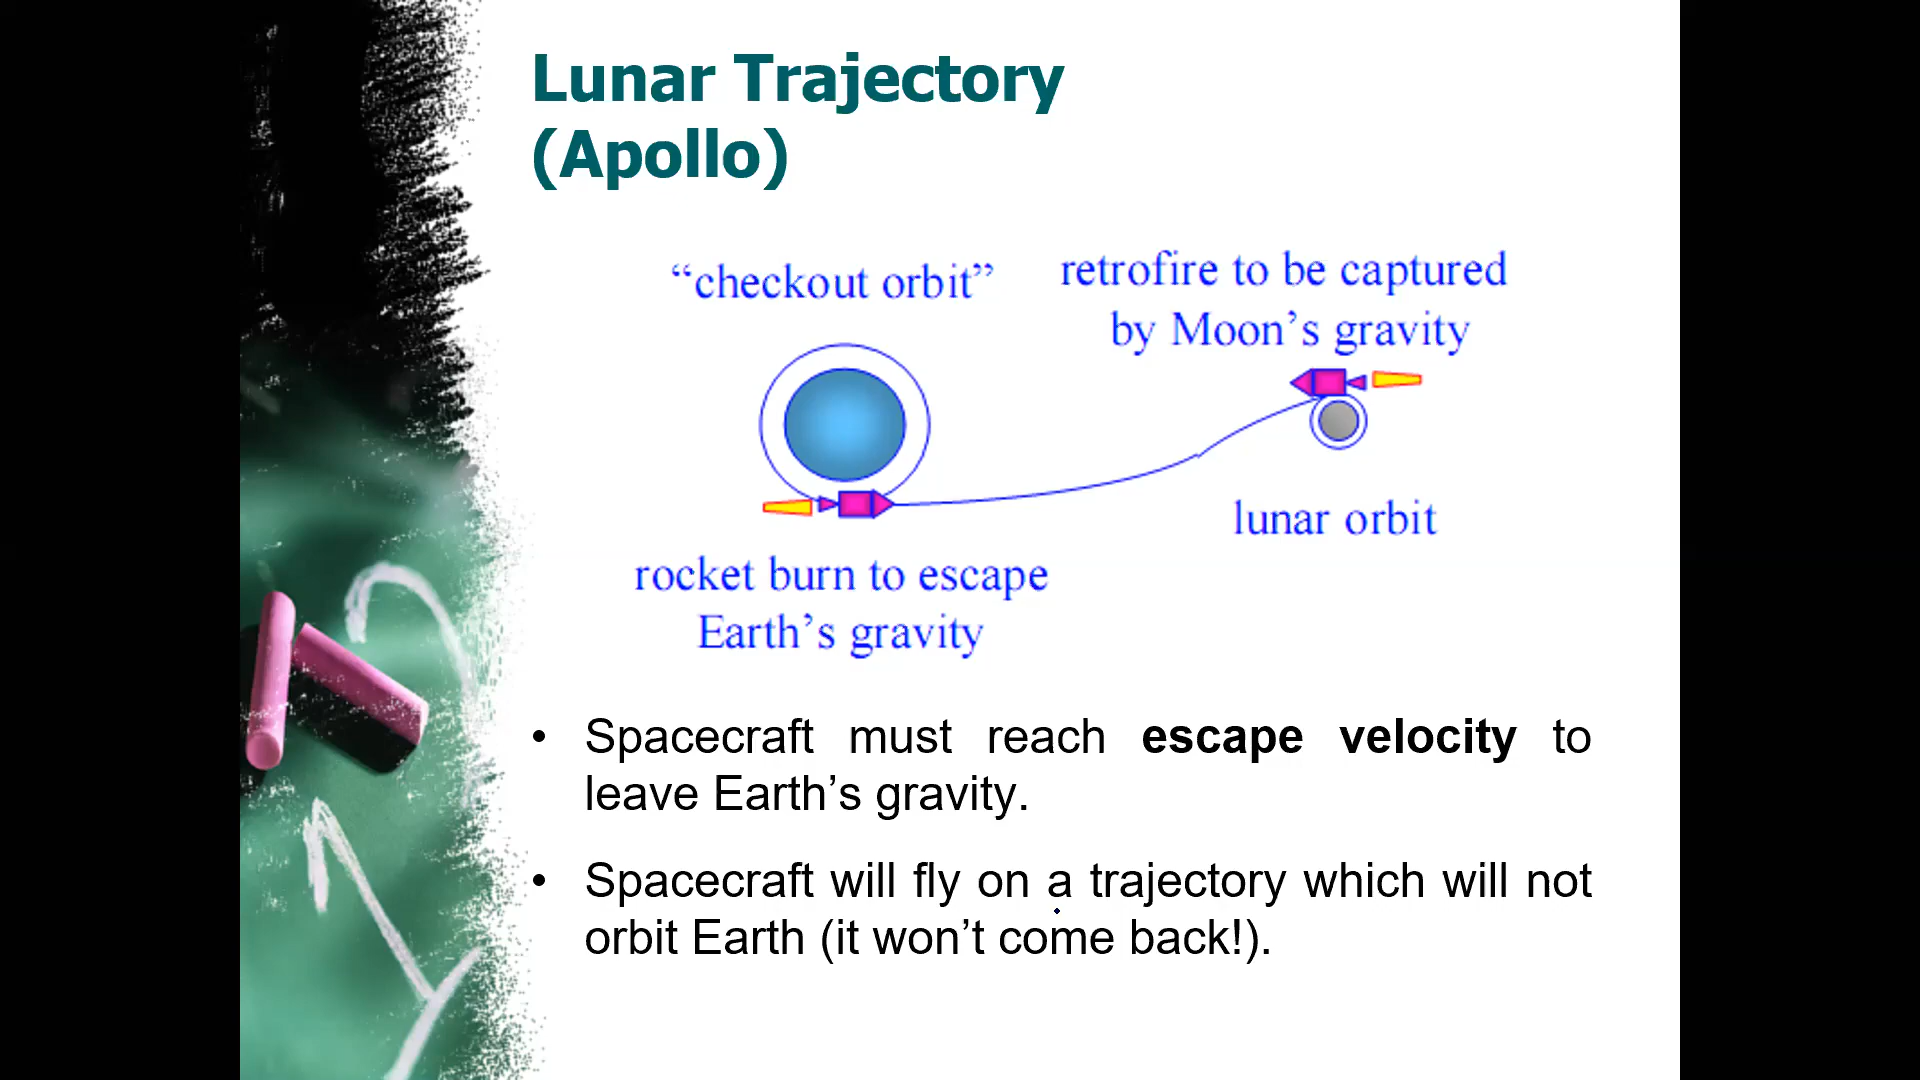 Lunar Trajectory
(Apollo)
“checkout orbit”
retrofire to be captured
by Moon’s gravity
lunar orbit
rocket burn to escape
Earth’s gravity
• Spacecraft must reach escape velocity to
leave Earth’s gravity.
• Spacecraft will fly on a trajectory which will not
orbit Earth (it won’t come back!).